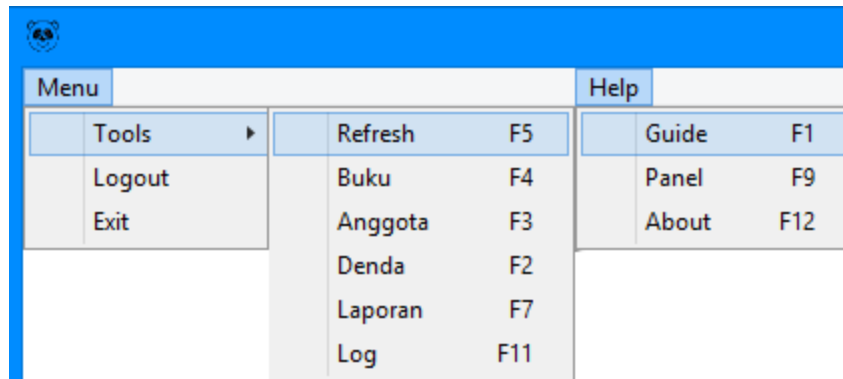 Menu Help
Tools Refresh F5 Guide F1
Logout Buku F4 Panel F9
Exit Anggota F3 About F12
Denda F2
Laporan F7
Log F11